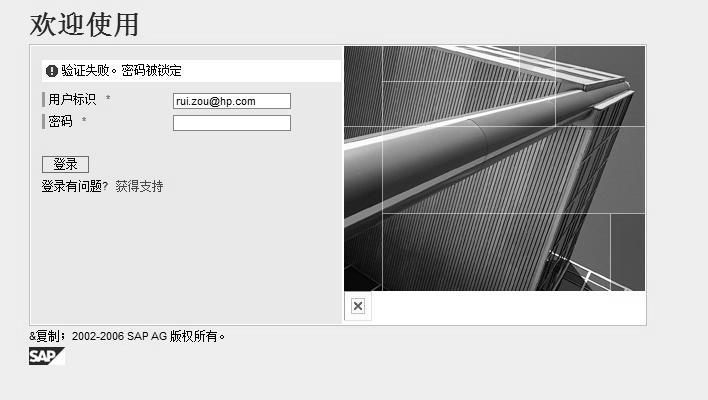 欢迎使用
验证失败。密码被锁定
用户标识 * rui.zou@hp.com
密码 *
登录
登录有问题? 获得支持
&复制；2002-2006 SAP AG 版权所有。
SAP